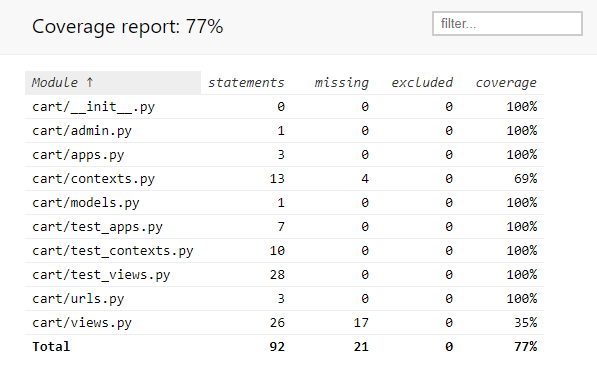 Coverage report: 77%
filter...
Module ↑ statements missing excluded coverage
cart/__init__.py 0 0 0 100%
cart/admin.py 1 0 0 100%
cart/apps.py 3 0 0 100%
cart/contexts.py 13 4 0 69%
cart/models.py 1 0 0 100%
cart/test_apps.py 7 0 0 100%
cart/test_contexts.py 10 0 0 100%
cart/test_views.py 28 0 0 100%
cart/urls.py 3 0 0 100%
cart/views.py 26 17 0 35%
Total 92 21 0 77%